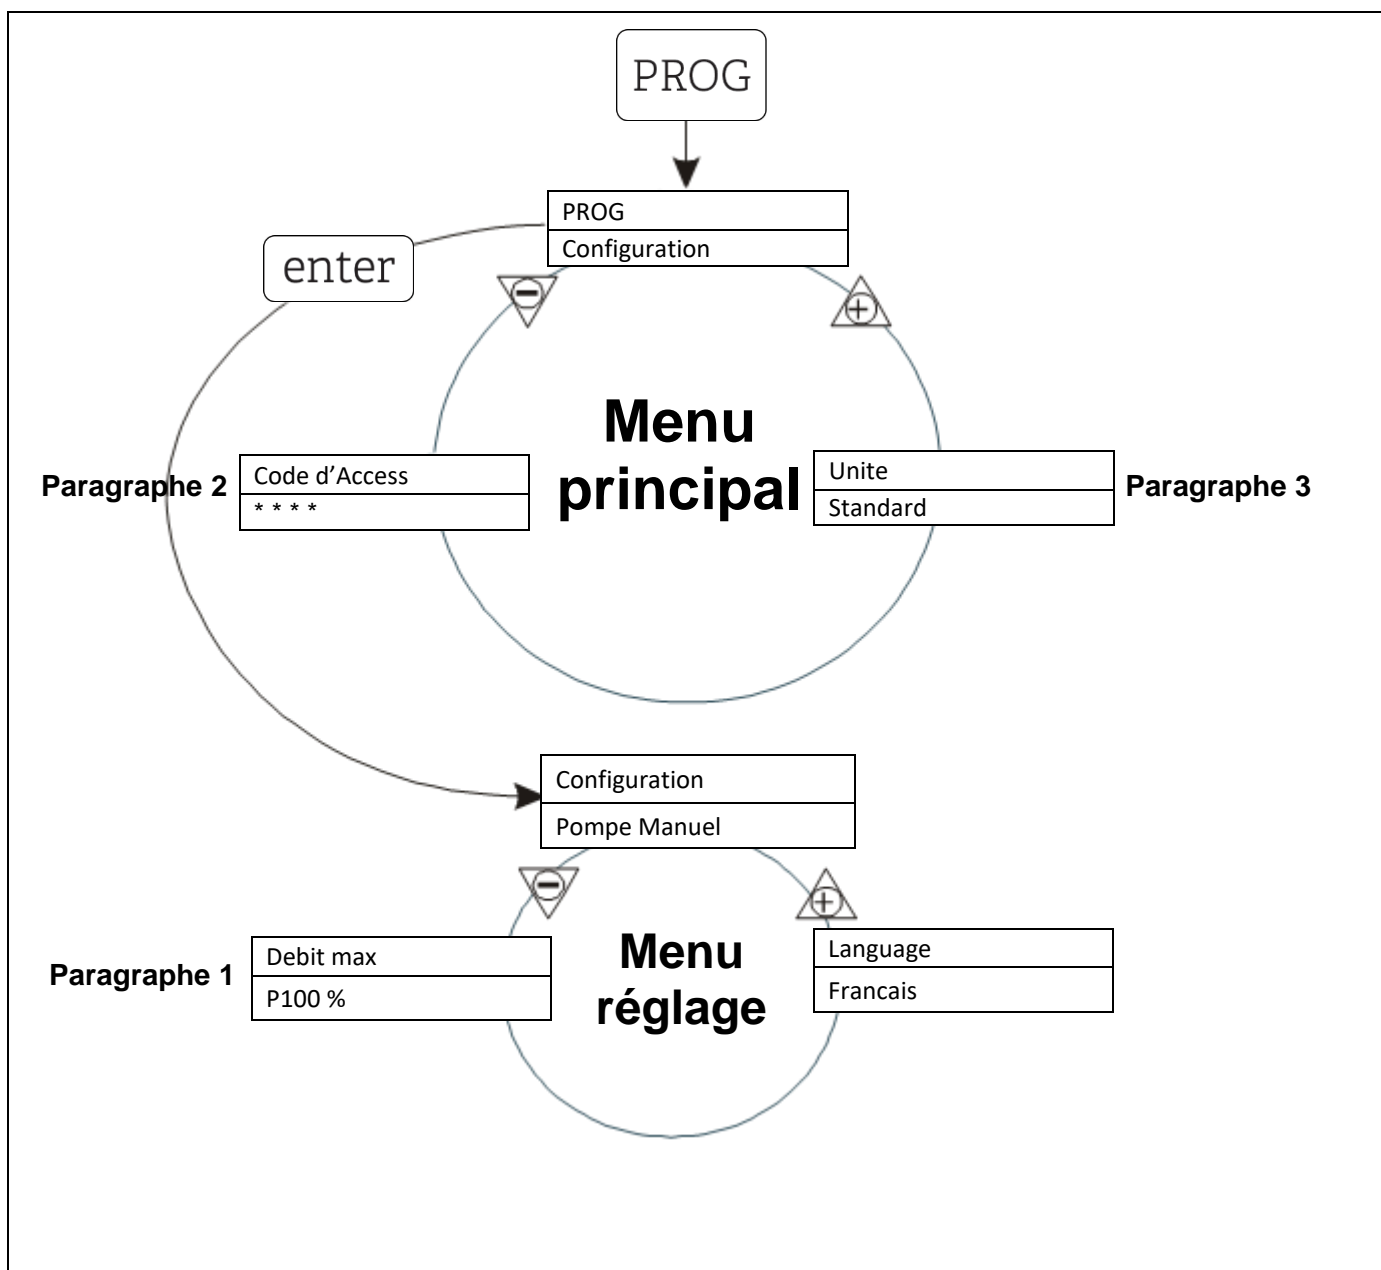 PROG
PROG
Configuration
enter
Menu
principal
Paragraphe 2
Code d’Access
* * * *
Unite
Standard
Paragraphe 3
Configuration
Pompe Manuel
Menu
réglage
Paragraphe 1
Debit max
P100 %
Language
Francais